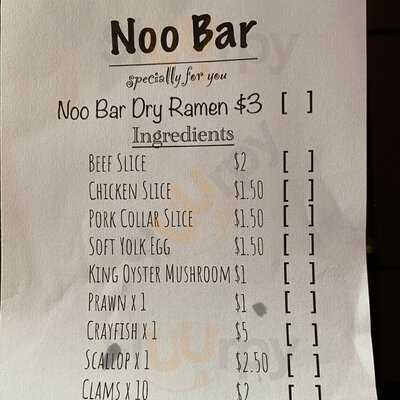 Noo Bar
specially for you
Noo Bar Dry Ramen $3 [ ]
Ingredients
Beef Slice $2 [ ]
Chicken Slice $1.50 [ ]
Pork Collar Slice $1.50 [ ]
Soft Yolk Egg $1.50 [ ]
King Oyster Mushroom $1 [ ]
Prawn x 1 $1 [ ]
Crayfish x 1 $5 [ ]
Scallop x 1 $2.50 [ ]
Clams x 10 $2 [ ]